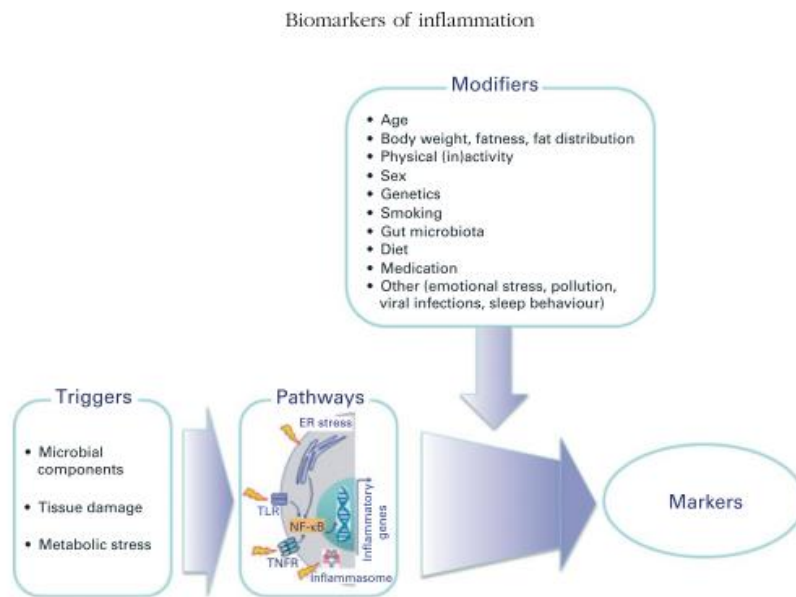 Biomarkers of inflammation
Modifiers
• Age
• Body weight, fatness, fat distribution
• Physical (in)activity
• Sex
• Genetics
• Smoking
• Gut microbiota
• Diet
• Medication
• Other (emotional stress, pollution,
viral infections, sleep behaviour)
Triggers
• Microbial
components
• Tissue damage
• Metabolic stress
Pathways
ER stress
TLR
NF-κB
TNFR
Inflammasome
Inflammatory
genes
Markers